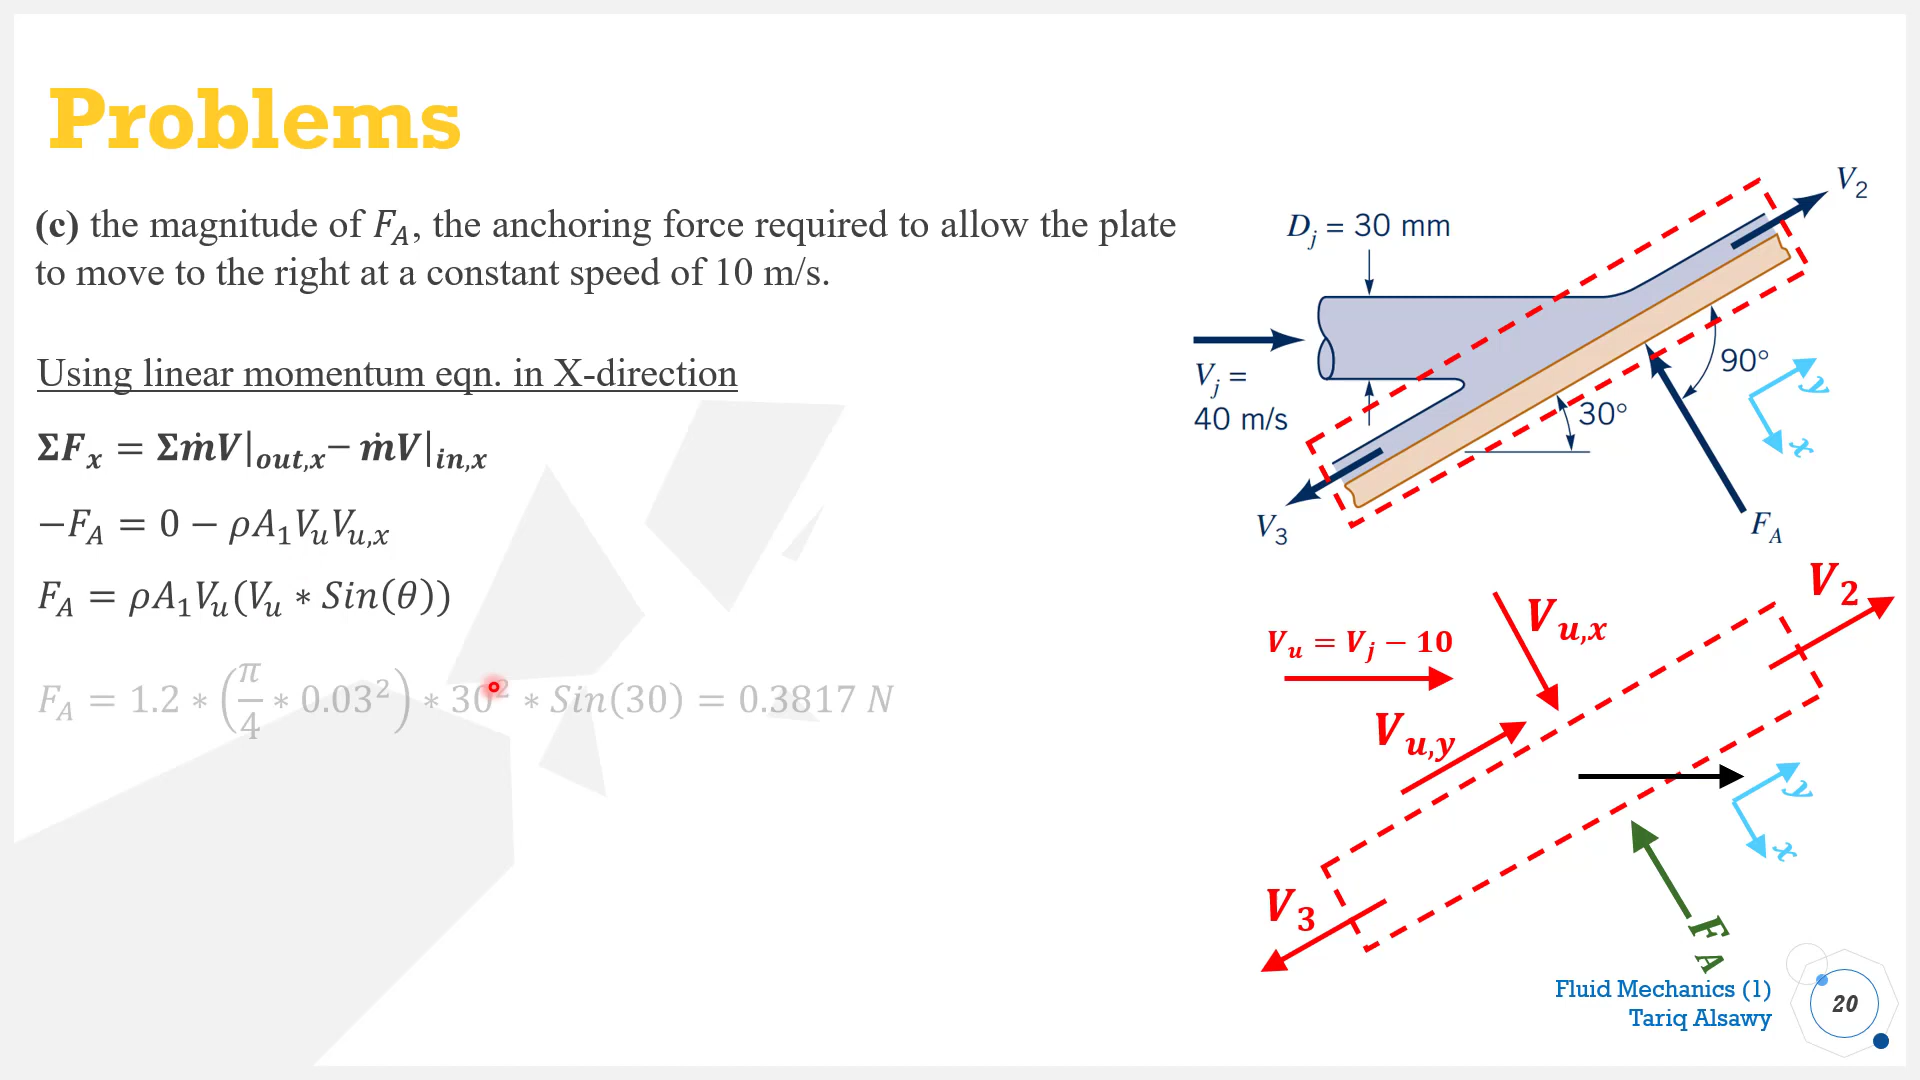 Problems
(c) the magnitude of F_A, the anchoring force required to allow the plate
to move to the right at a constant speed of 10 m/s.
Using linear momentum eqn. in X-direction
ΣF_x = ΣṁV|_out,x − ṁV|_in,x
−F_A = 0 − ρA_1V_uV_u,x
F_A = ρA_1V_u(V_u ∗ Sin(θ))
F_A = 1.2 ∗ (π/4 ∗ 0.03²) ∗ 30² ∗ Sin(30) = 0.3817 N
V_2
D_j = 30 mm
V_j =
40 m/s
90°
30°
y
x
V_3
F_A
V_2
V_u,x
V_u = V_j − 10
V_u,y
y
x
V_3
F_A
Fluid Mechanics (1)
Tariq Alsawy
20